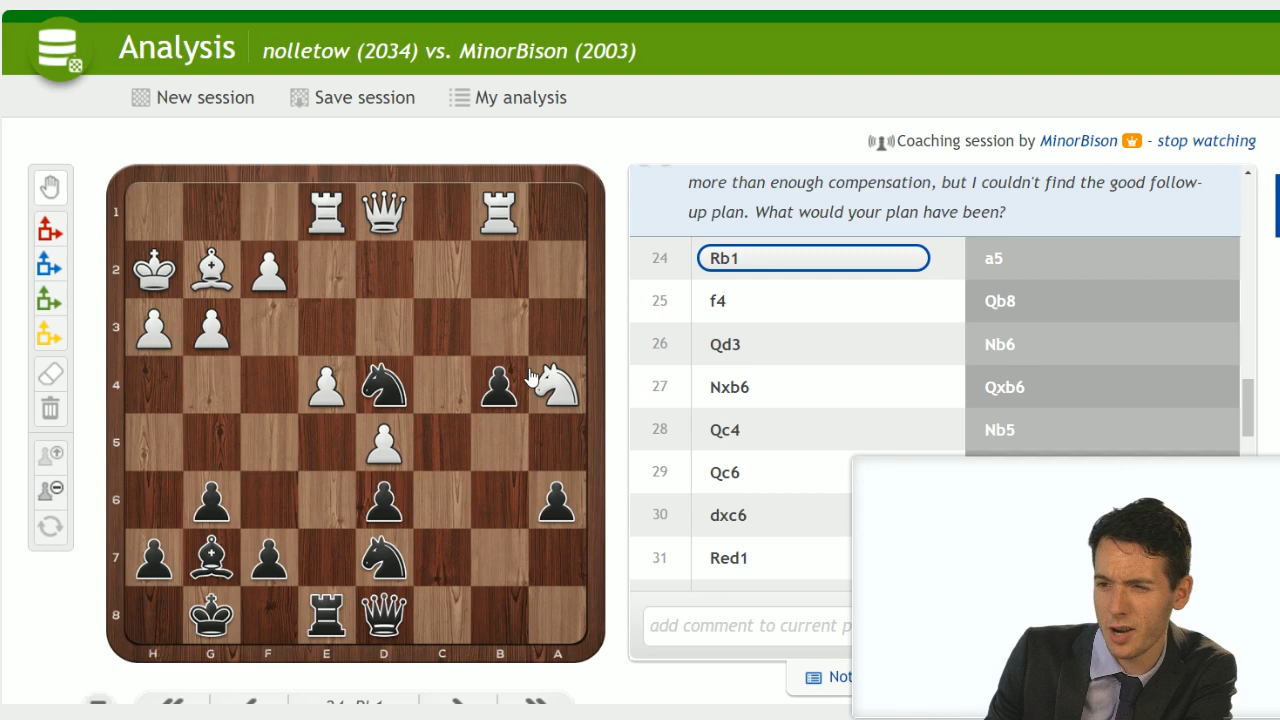 Analysis nolletow (2034) vs. MinorBison (2003)
New session Save session My analysis
Coaching session by MinorBison - stop watching
more than enough compensation, but I couldn't find the good follow-
up plan. What would your plan have been?
24 Rb1 a5
25 f4 Qb8
26 Qd3 Nb6
27 Nxb6 Qxb6
28 Qc4 Nb5
29 Qc6
30 dxc6
31 Red1
add comment to current p
Not
1
2
3
4
5
6
7
8
H G F E D C B A
24. Rb1